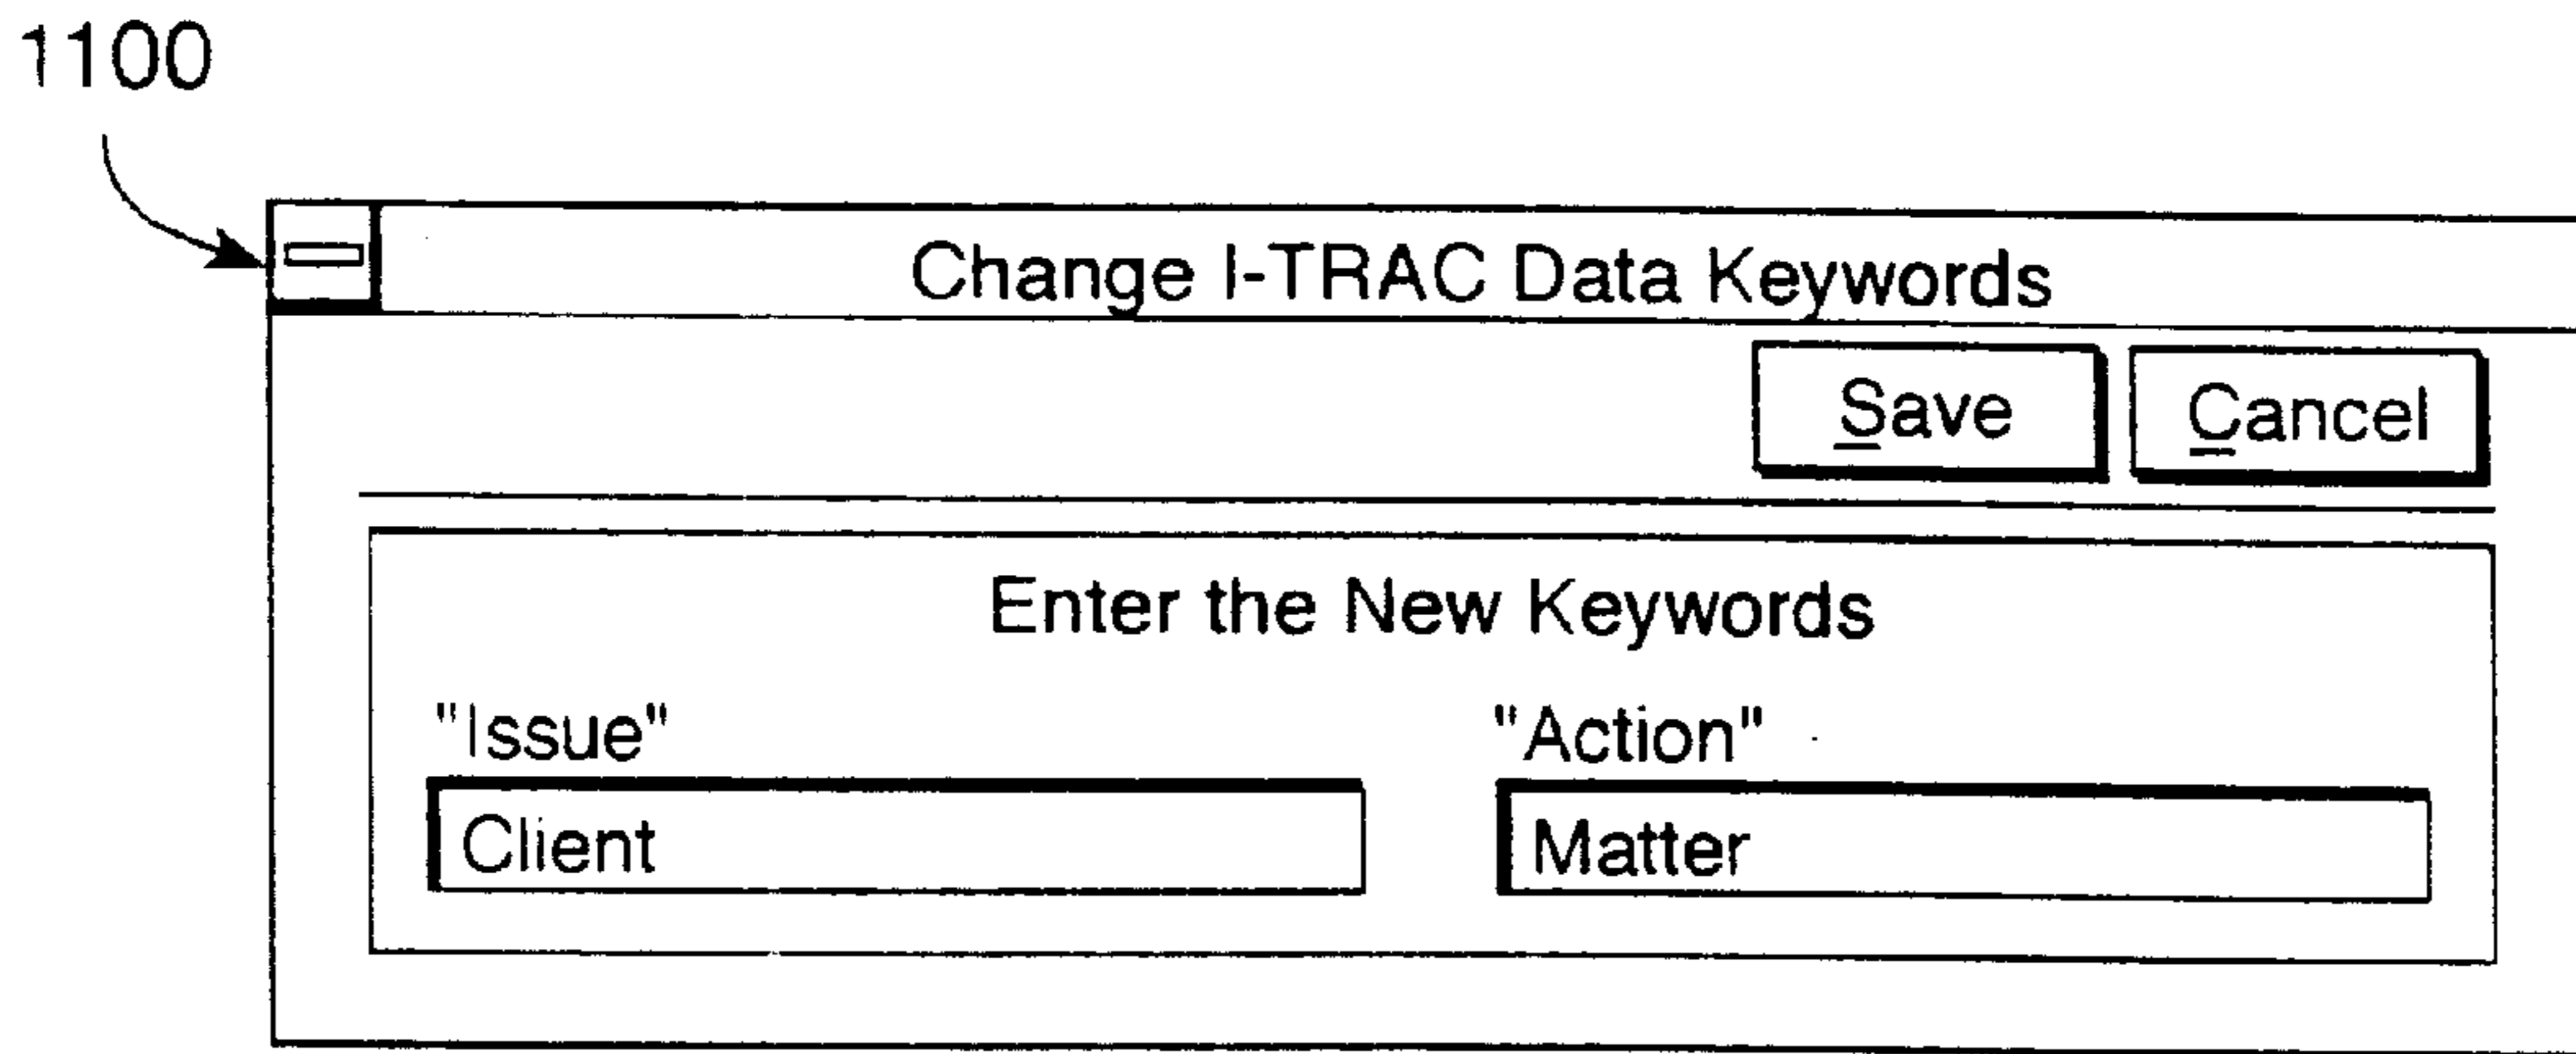 1100
Change I-TRAC Data Keywords
Save Cancel
Enter the New Keywords
"Issue" "Action"
Client Matter